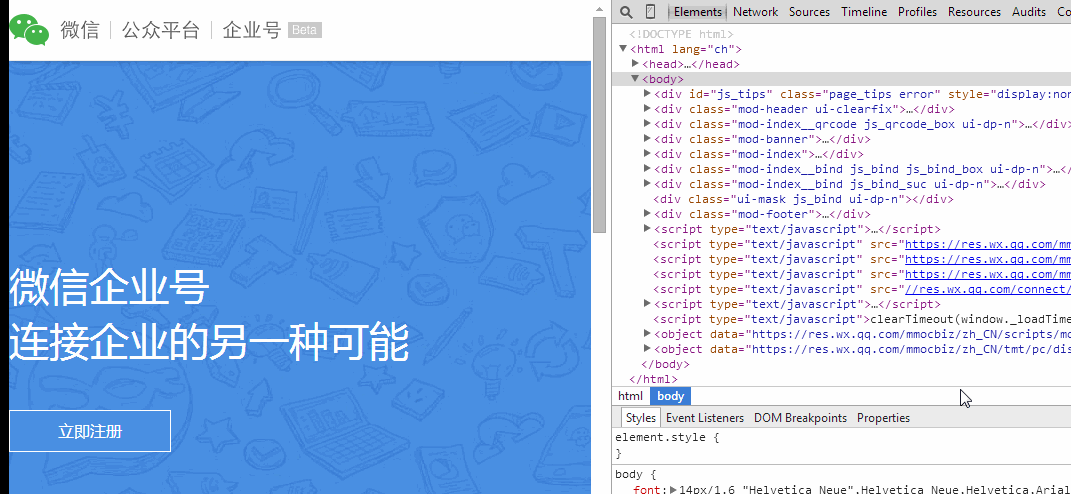 微信 | 公众平台 | 企业号 Beta
微信企业号
连接企业的另一种可能
立即注册
Elements Network Sources Timeline Profiles Resources Audits Co
<!DOCTYPE html>
▼<html lang="ch">
▶<head>…</head>
▼<body>
▶<div id="js_tips" class="page_tips error" style="display:non
▶<div class="mod-header ui-clearfix">…</div>
▶<div class="mod-index__qrcode js_qrcode_box ui-dp-n">…</div>
▶<div class="mod-banner">…</div>
▶<div class="mod-index">…</div>
▶<div class="mod-index__bind js_bind js_bind_box ui-dp-n">…</di
▶<div class="mod-index__bind js_bind_suc ui-dp-n">…</div>
<div class="ui-mask js_bind ui-dp-n"></div>
▶<div class="mod-footer">…</div>
▶<script type="text/javascript">…</script>
<script type="text/javascript" src="https://res.wx.qq.com/mm
<script type="text/javascript" src="https://res.wx.qq.com/mm
<script type="text/javascript" src="https://res.wx.qq.com/mm
<script type="text/javascript" src="//res.wx.qq.com/connect/
▶<script type="text/javascript">…</script>
<script type="text/javascript">clearTimeout(window._loadTime
▶<object data="https://res.wx.qq.com/mmocbiz/zh_CN/scripts/mo
▶<object data="https://res.wx.qq.com/mmocbiz/zh_CN/tmt/pc/dis
</body>
</html>
html body
Styles Event Listeners DOM Breakpoints Properties
element.style {
}
body {
font:▶14px/1.6 "Helvetica Neue",Helvetica Neue,Helvetica,Arial